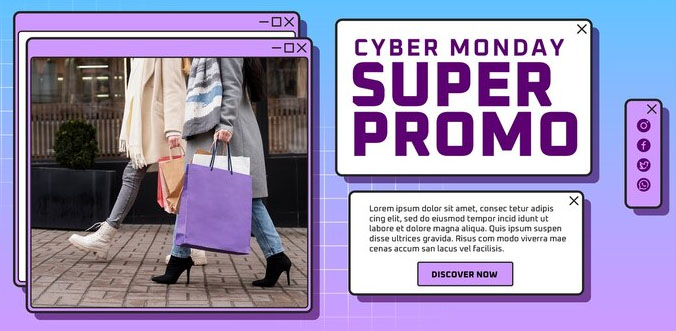 CYBER MONDAY
SUPER
PROMO
Lorem ipsum dolor sit amet, consec tetur adipis
cing elit, sed do eiusmod tempor incid idunt ut
labore et dolore magna aliqua. Quis ipsum suspen
disse ultrices gravida. Risus com modo viverra mae
cenas accum san lacus vel facilisis.
DISCOVER NOW